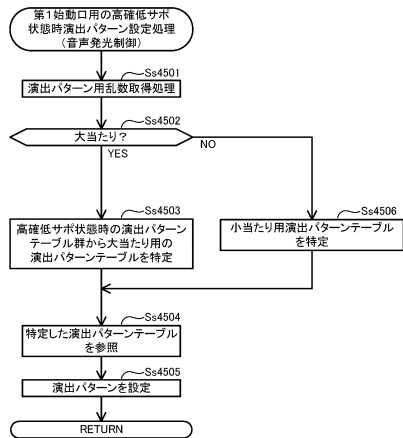 第1始動口用の高確低サポ
状態時演出パターン設定処理
(音声発光制御)
Ss4501
演出パターン用乱数取得処理
Ss4502
大当たり?
NO
YES
Ss4503
高確低サポ状態時の演出パターン
テーブル群から大当たり用の
演出パターンテーブルを特定
Ss4506
小当たり用演出パターンテーブル
を特定
Ss4504
特定した演出パターンテーブル
を参照
Ss4505
演出パターンを設定
RETURN